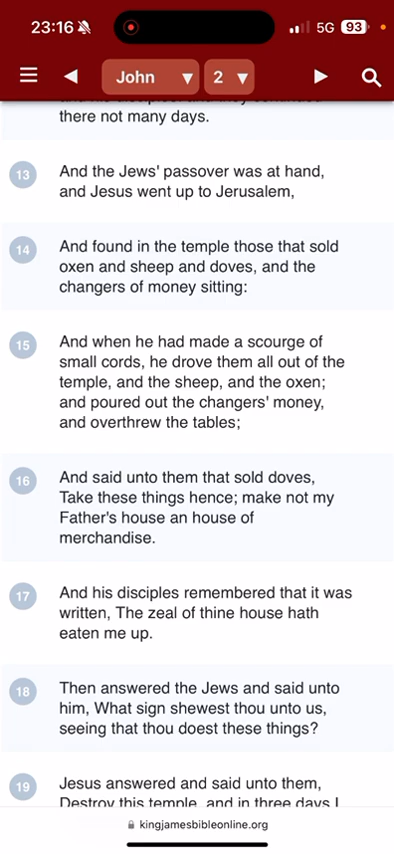 23:16
5G 93
John ▼ 2 ▼
there not many days.
13 And the Jews' passover was at hand,
and Jesus went up to Jerusalem,
14 And found in the temple those that sold
oxen and sheep and doves, and the
changers of money sitting:
15 And when he had made a scourge of
small cords, he drove them all out of the
temple, and the sheep, and the oxen;
and poured out the changers' money,
and overthrew the tables;
16 And said unto them that sold doves,
Take these things hence; make not my
Father's house an house of
merchandise.
17 And his disciples remembered that it was
written, The zeal of thine house hath
eaten me up.
18 Then answered the Jews and said unto
him, What sign shewest thou unto us,
seeing that thou doest these things?
19 Jesus answered and said unto them,
Destroy this temple, and in three days I
kingjamesbibleonline.org